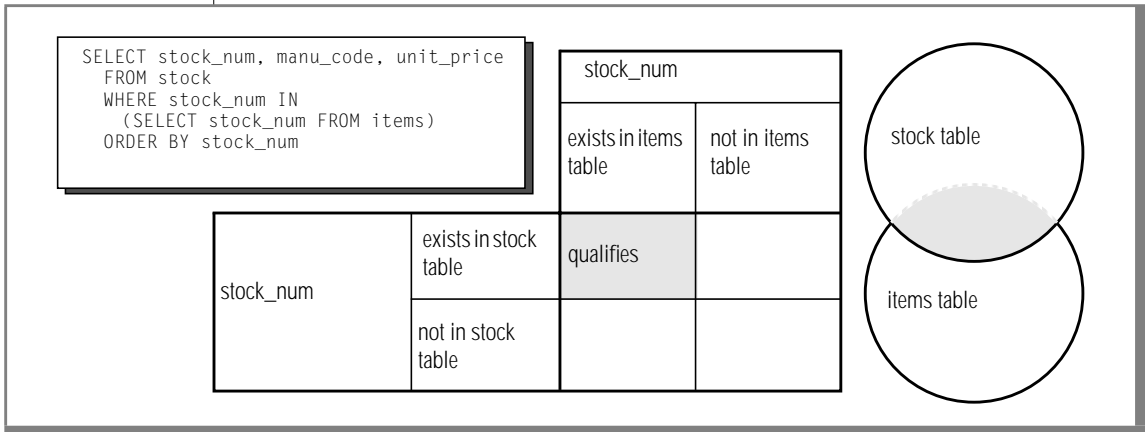 SELECT stock_num, manu_code, unit_price
FROM stock
WHERE stock_num IN
(SELECT stock_num FROM items)
ORDER BY stock_num
stock_num
exists in items
table
not in items
table
stock_num
exists in stock
table
qualifies
not in stock
table
stock table
items table